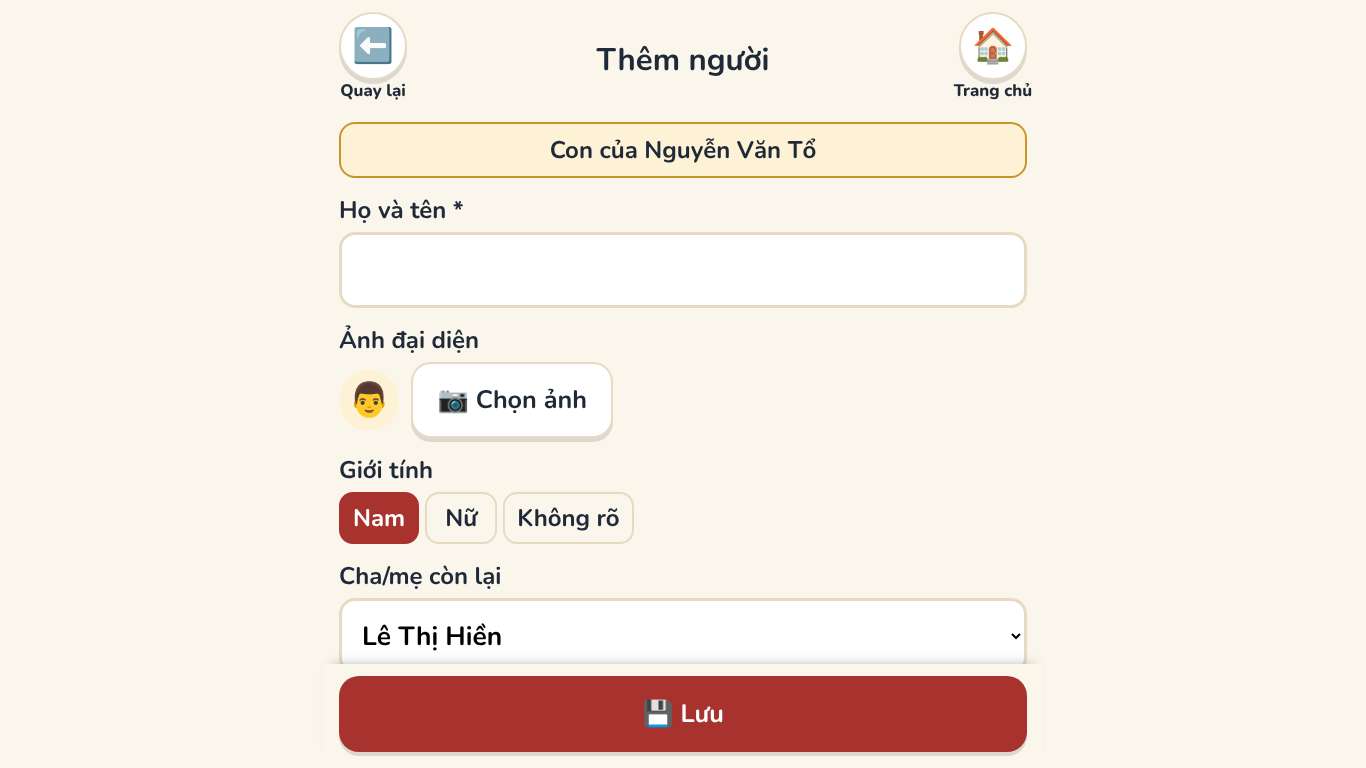 Thêm người
Quay lại
Trang chủ
Con của Nguyễn Văn Tổ
Họ và tên *
Ảnh đại diện
Chọn ảnh
Giới tính
Nam Nữ Không rõ
Cha/mẹ còn lại
Lê Thị Hiền
Lưu